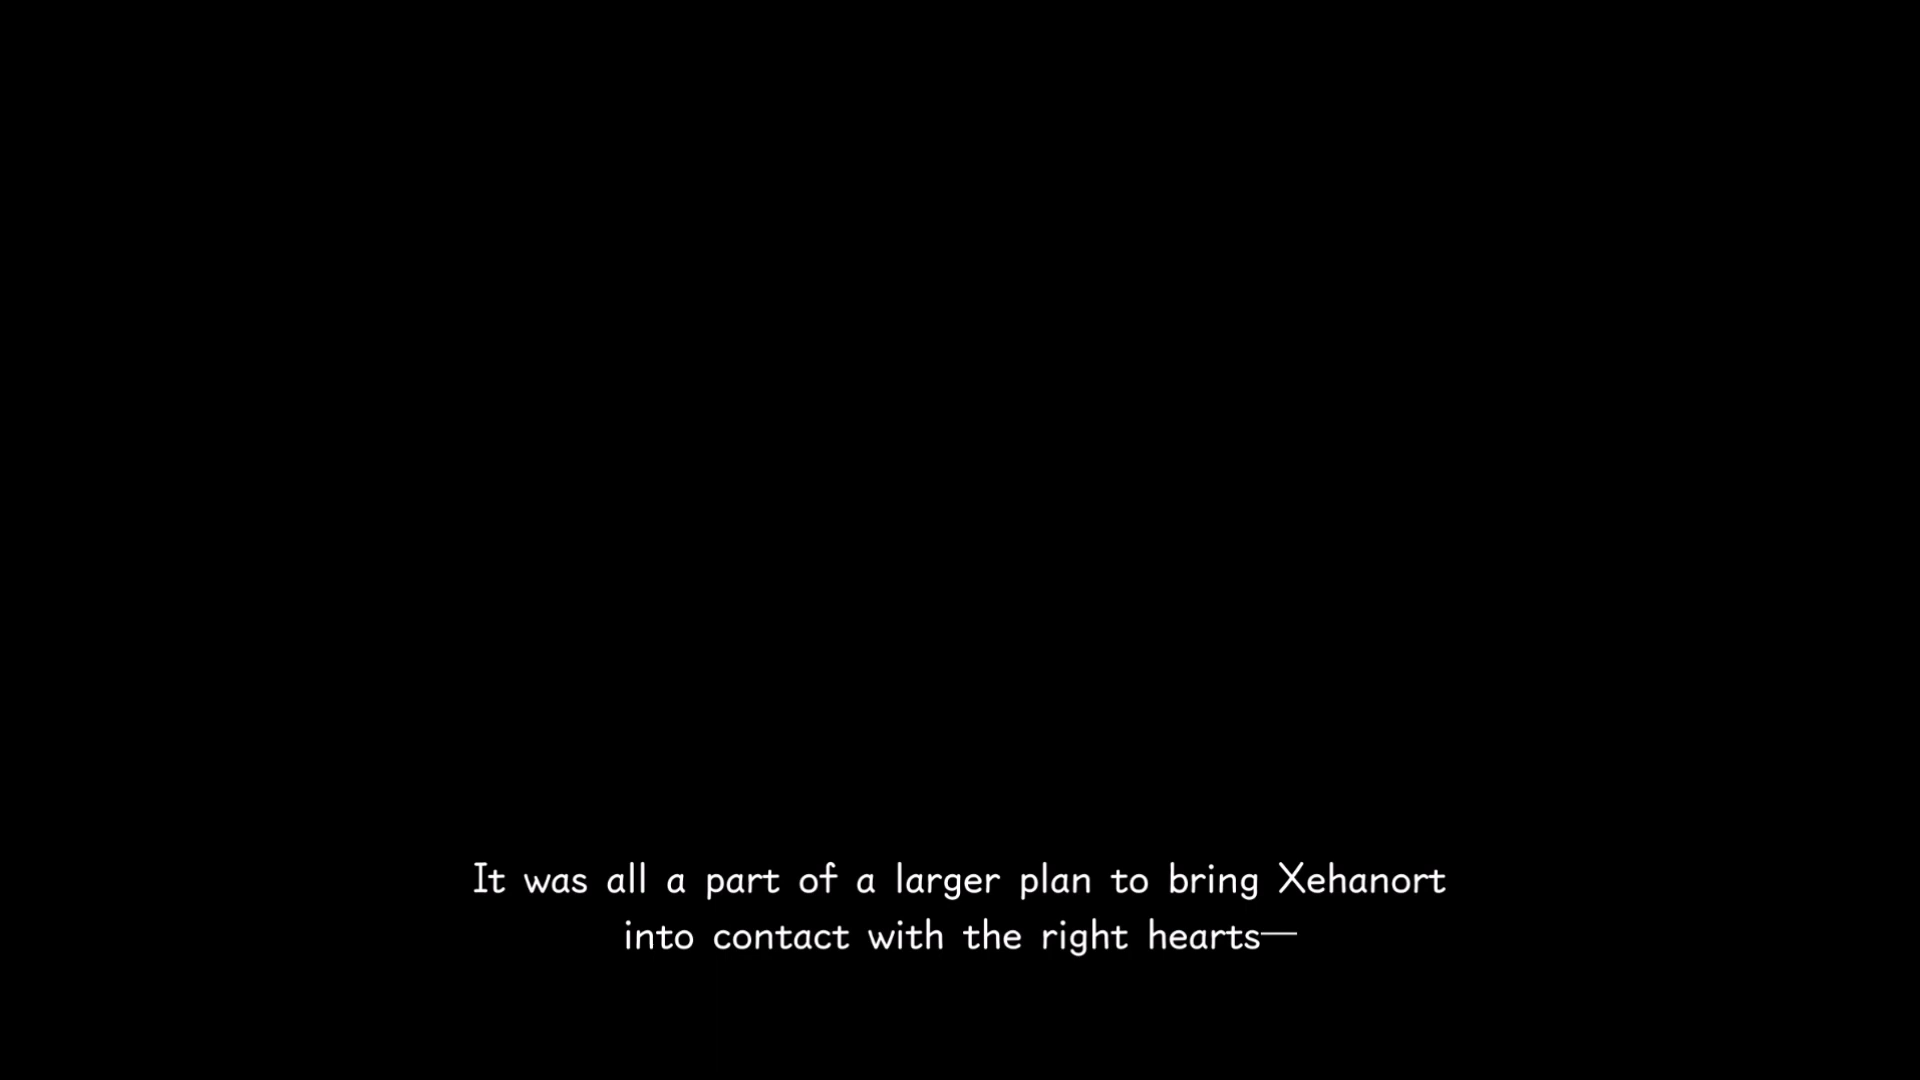 It was all a part of a larger plan to bring Xehanort
into contact with the right hearts—